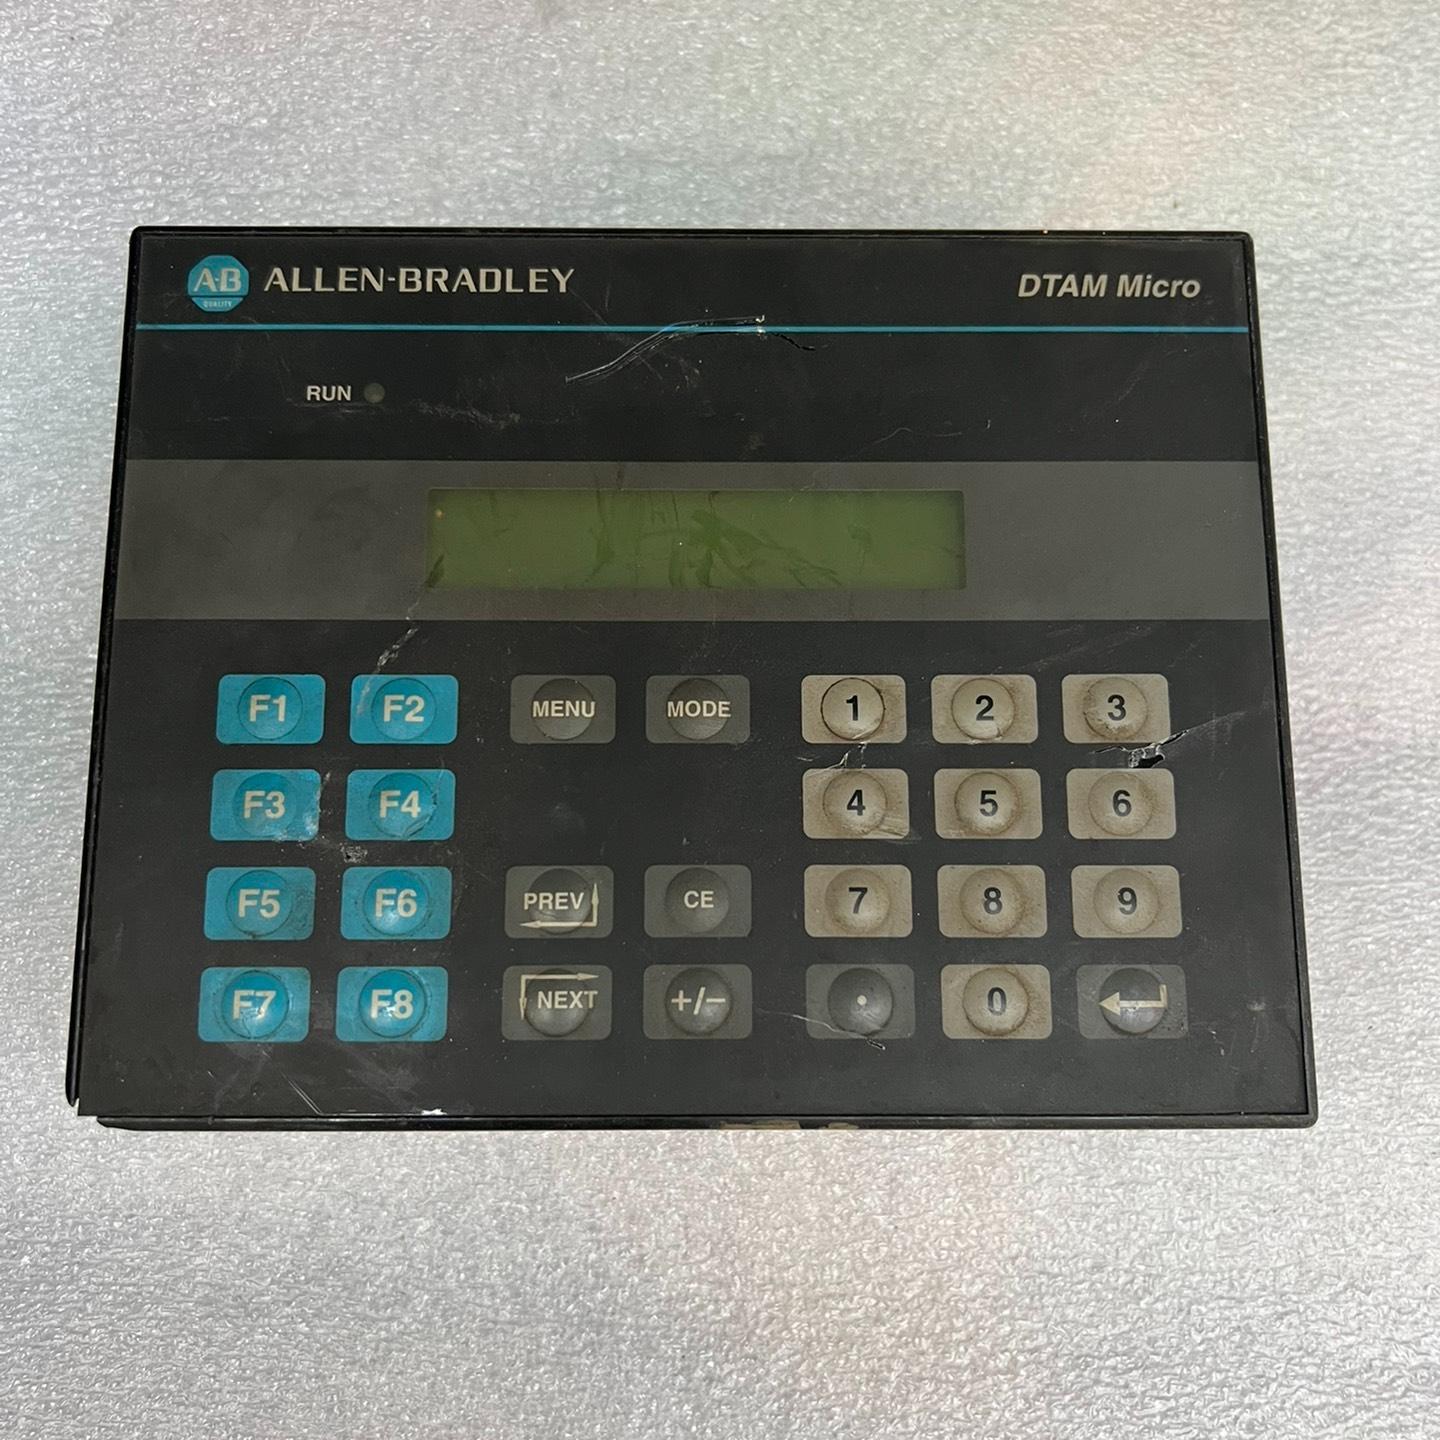 A·B ALLEN-BRADLEY DTAM Micro
QUALITY
RUN
F1 F2 MENU MODE 1 2 3
F3 F4 4 5 6
F5 F6 PREV CE 7 8 9
F7 F8 NEXT +/− . 0